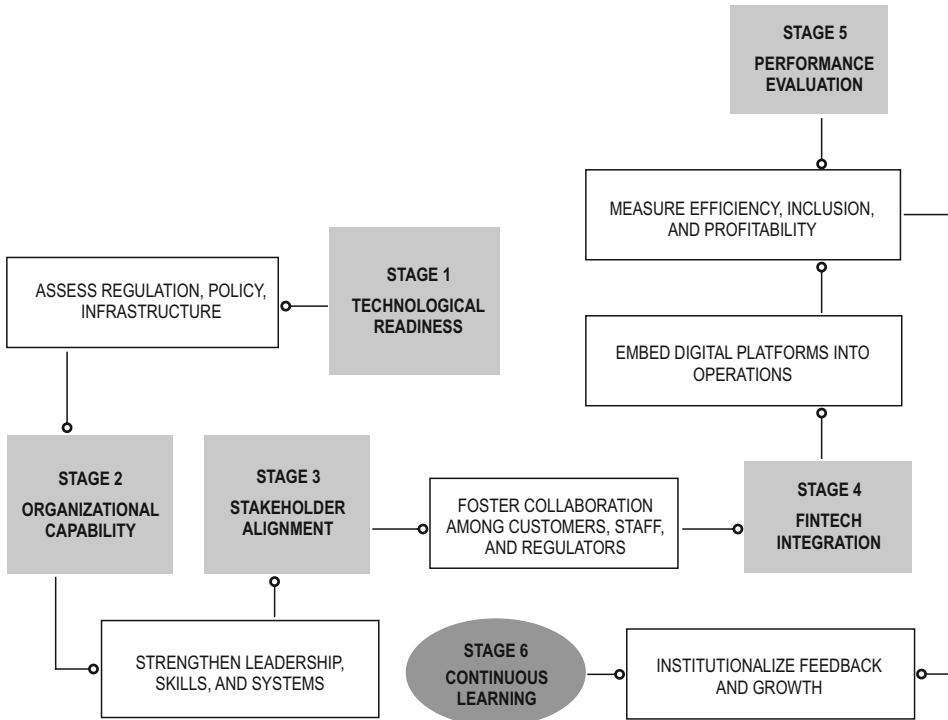 STAGE 5
PERFORMANCE
EVALUATION
MEASURE EFFICIENCY, INCLUSION,
AND PROFITABILITY
STAGE 1
TECHNOLOGICAL
READINESS
ASSESS REGULATION, POLICY,
INFRASTRUCTURE
EMBED DIGITAL PLATFORMS INTO
OPERATIONS
STAGE 2
ORGANIZATIONAL
CAPABILITY
STAGE 3
STAKEHOLDER
ALIGNMENT
FOSTER COLLABORATION
AMONG CUSTOMERS, STAFF,
AND REGULATORS
STAGE 4
FINTECH
INTEGRATION
STRENGTHEN LEADERSHIP,
SKILLS, AND SYSTEMS
STAGE 6
CONTINUOUS
LEARNING
INSTITUTIONALIZE FEEDBACK
AND GROWTH